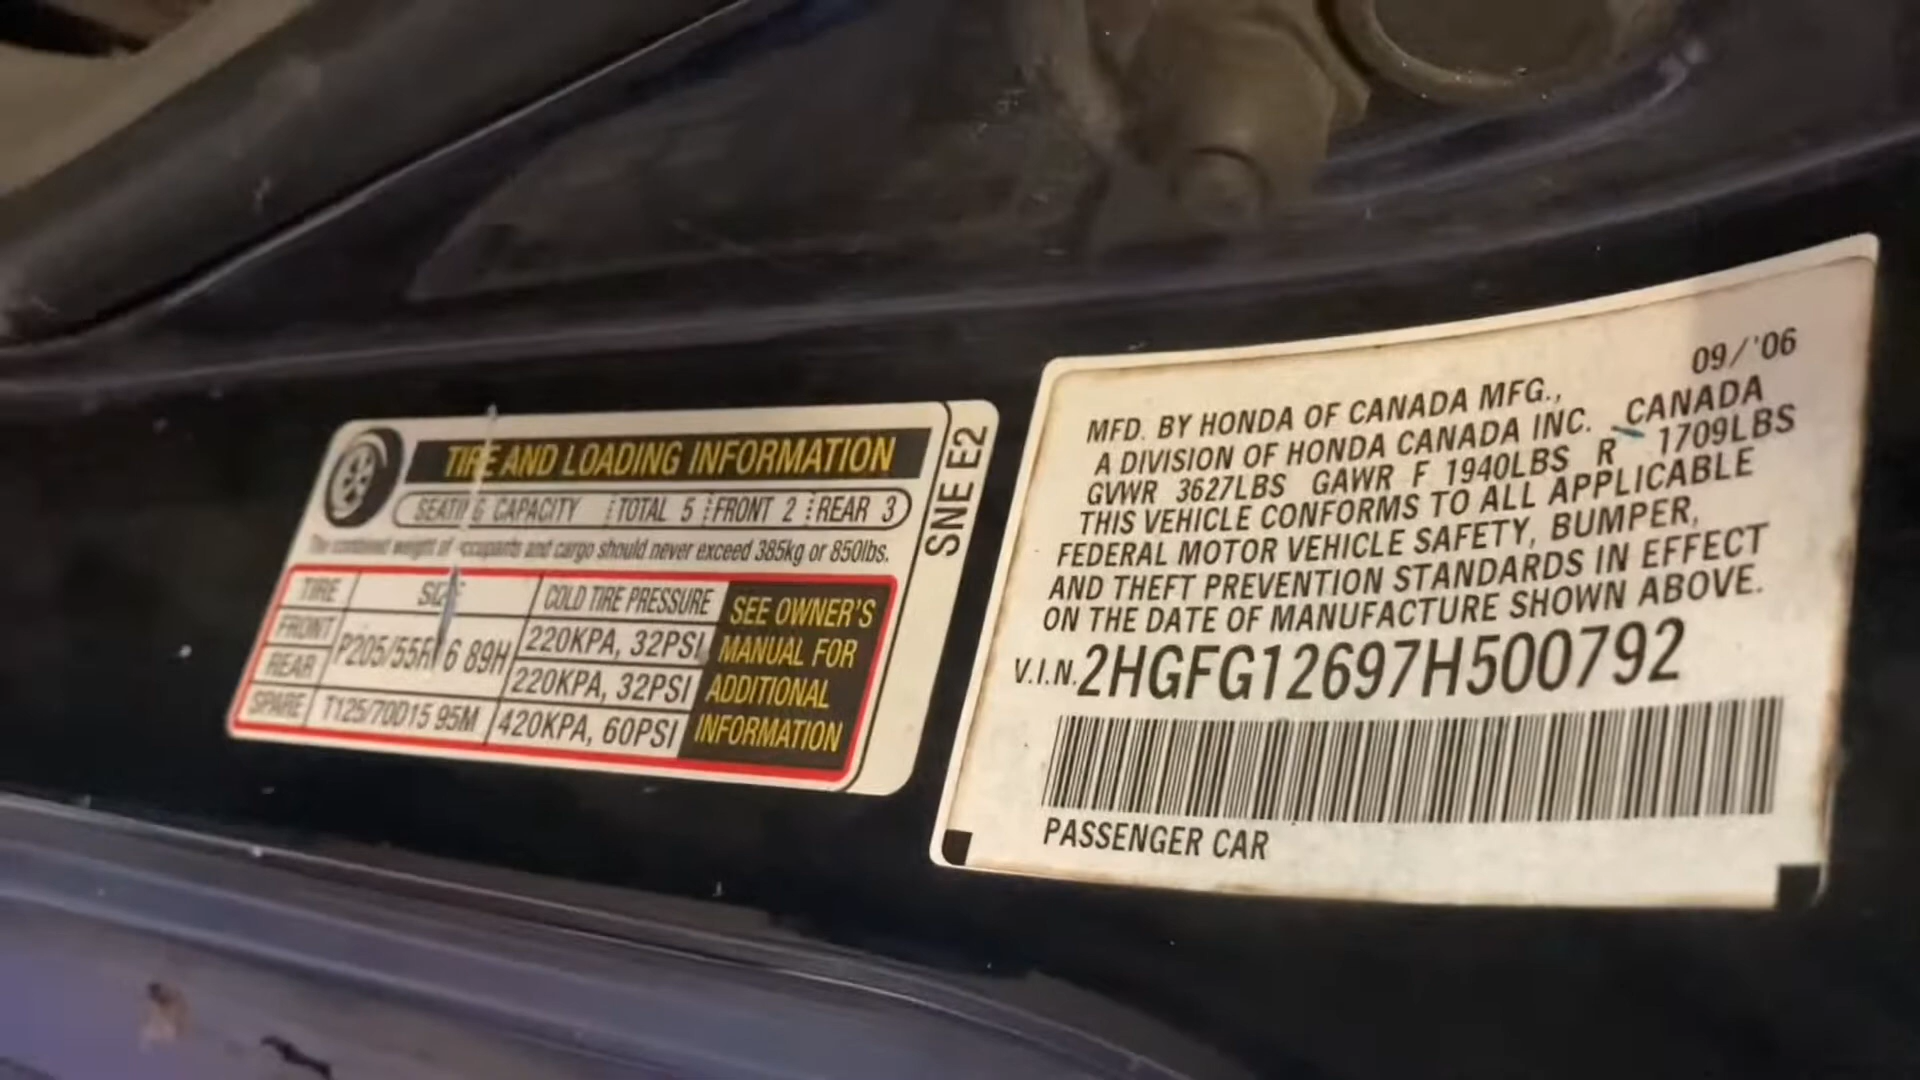 TIRE AND LOADING INFORMATION
SEATING CAPACITY TOTAL 5 FRONT 2 REAR 3
The combined weight of occupants and cargo should never exceed 385kg or 850lbs.
TIRE SIZE COLD TIRE PRESSURE
FRONT P205/55R16 89H 220KPA, 32PSI
REAR 220KPA, 32PSI
SPARE T125/70D15 95M 420KPA, 60PSI
SEE OWNER'S
MANUAL FOR
ADDITIONAL
INFORMATION
SNE E2
09/'06
MFD. BY HONDA OF CANADA MFG.,
A DIVISION OF HONDA CANADA INC. CANADA
GVWR 3627LBS GAWR F 1940LBS R 1709LBS
THIS VEHICLE CONFORMS TO ALL APPLICABLE
FEDERAL MOTOR VEHICLE SAFETY, BUMPER,
AND THEFT PREVENTION STANDARDS IN EFFECT
ON THE DATE OF MANUFACTURE SHOWN ABOVE.
V.I.N. 2HGFG12697H500792
PASSENGER CAR